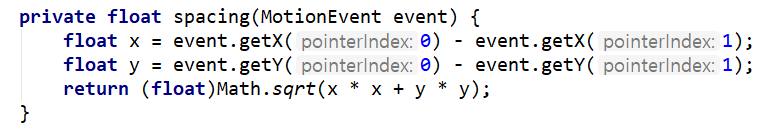 private float spacing(MotionEvent event) {
    float x = event.getX( pointerIndex: 0) - event.getX( pointerIndex: 1);
    float y = event.getY( pointerIndex: 0) - event.getY( pointerIndex: 1);
    return (float)Math.sqrt(x * x + y * y);
}